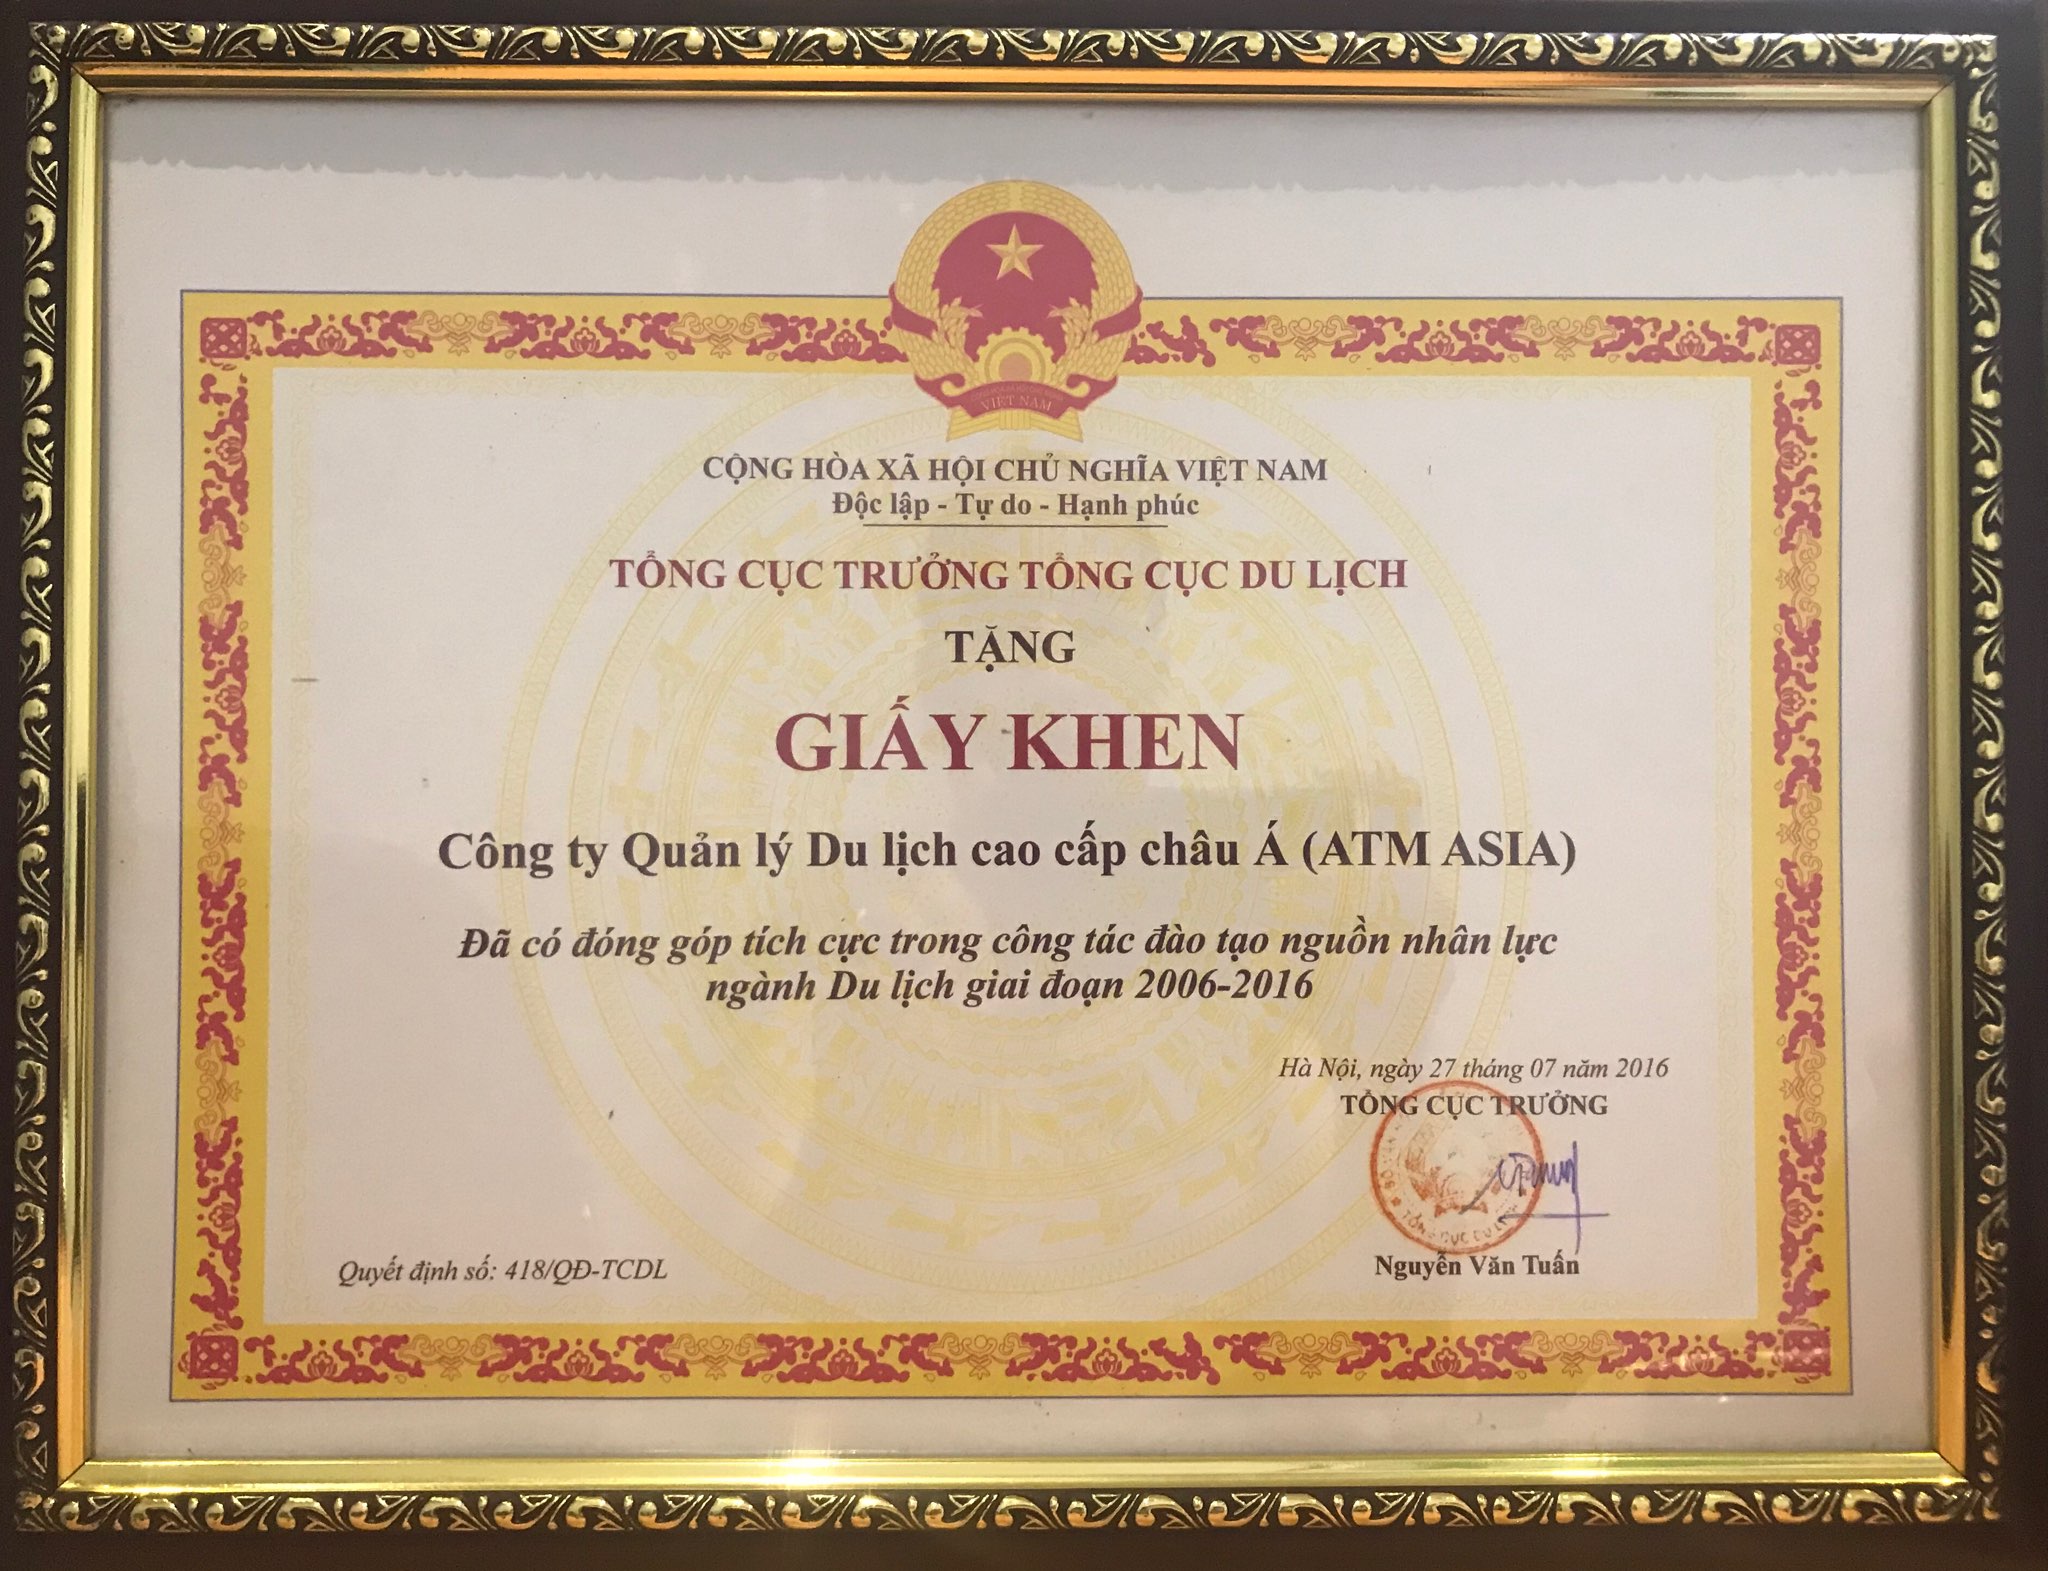 VIỆT NAM
CỘNG HÒA XÃ HỘI CHỦ NGHĨA VIỆT NAM
Độc lập - Tự do - Hạnh phúc
TỔNG CỤC TRƯỞNG TỔNG CỤC DU LỊCH
TẶNG
GIẤY KHEN
Công ty Quản lý Du lịch cao cấp châu Á (ATM ASIA)
Đã có đóng góp tích cực trong công tác đào tạo nguồn nhân lực
ngành Du lịch giai đoạn 2006-2016
Hà Nội, ngày 27 tháng 07 năm 2016
TỔNG CỤC TRƯỞNG
TỔNG CỤC DU LỊCH
Nguyễn Văn Tuấn
Quyết định số: 418/QĐ-TCDL